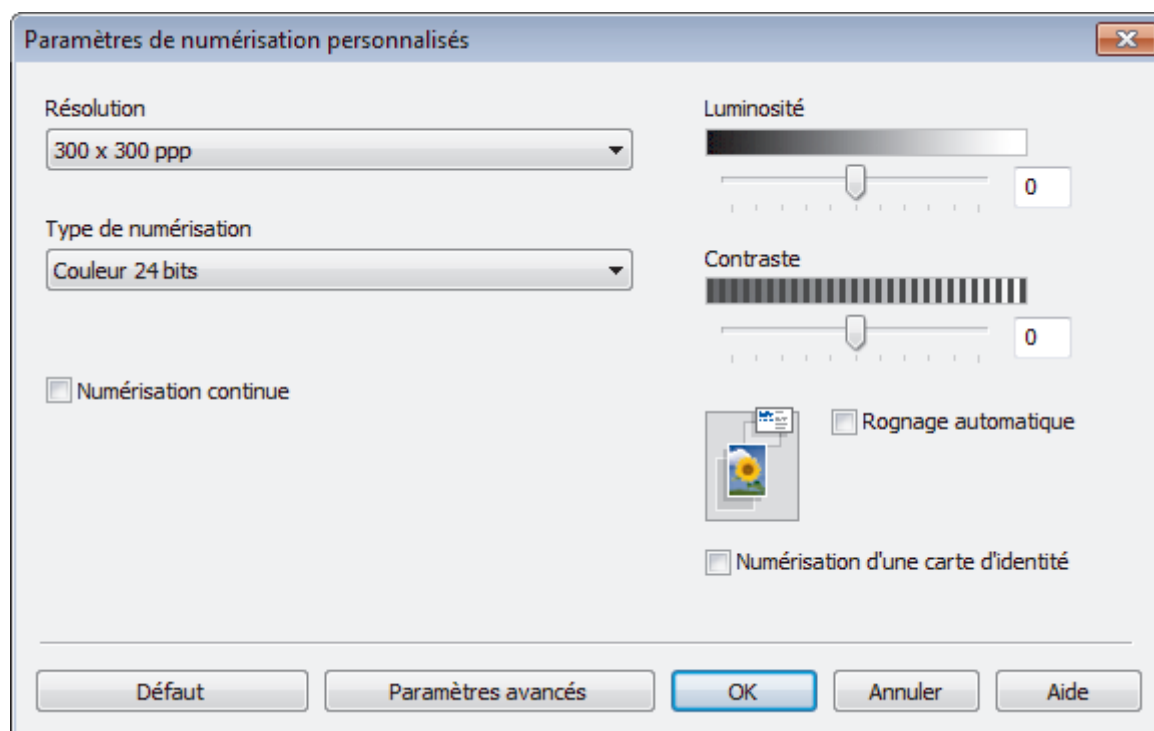 Paramètres de numérisation personnalisés
Résolution
300 x 300 ppp
Type de numérisation
Couleur 24 bits
Numérisation continue
Luminosité
0
Contraste
0
Rognage automatique
Numérisation d'une carte d'identité
Défaut
Paramètres avancés
OK
Annuler
Aide